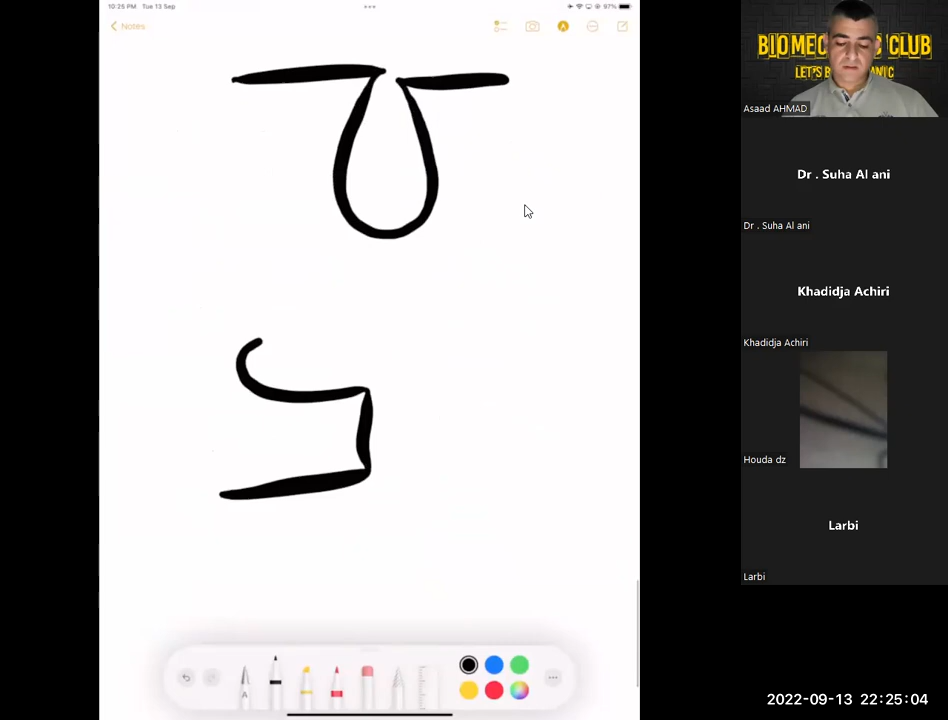 10:25 PM Tue 13 Sep
97%
Notes
BIOMEC C CLUB
LET'S B ANIC
Asaad AHMAD
Dr . Suha Al ani
Dr . Suha Al ani
Khadidja Achiri
Khadidja Achiri
Houda dz
Larbi
Larbi
A
2022-09-13 22:25:04